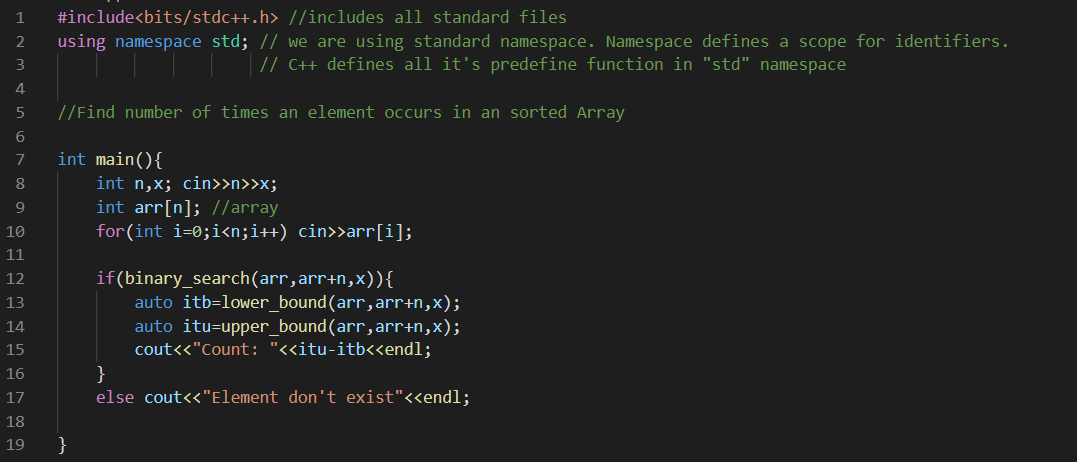 1 #include<bits/stdc++.h> //includes all standard files
2 using namespace std; // we are using standard namespace. Namespace defines a scope for identifiers.
3 // C++ defines all it's predefine function in "std" namespace
4
5 //Find number of times an element occurs in an sorted Array
6
7 int main(){
8 int n,x; cin>>n>>x;
9 int arr[n]; //array
10 for(int i=0;i<n;i++) cin>>arr[i];
11
12 if(binary_search(arr,arr+n,x)){
13 auto itb=lower_bound(arr,arr+n,x);
14 auto itu=upper_bound(arr,arr+n,x);
15 cout<<"Count: "<<itu-itb<<endl;
16 }
17 else cout<<"Element don't exist"<<endl;
18
19 }